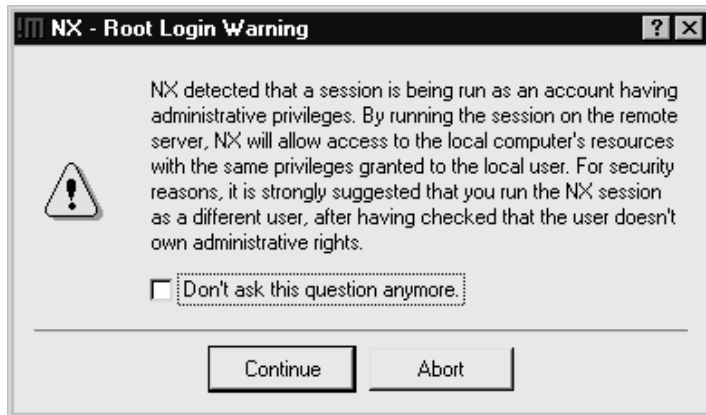 !M NX - Root Login Warning
NX detected that a session is being run as an account having
administrative privileges. By running the session on the remote
server, NX will allow access to the local computer's resources
with the same privileges granted to the local user. For security
reasons, it is strongly suggested that you run the NX session
as a different user, after having checked that the user doesn't
own administrative rights.
Don't ask this question anymore.
Continue Abort